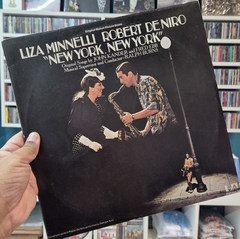 LIZA MINNELLI ROBERT DE NIRO
"NEW YORK, NEW YORK"
Original Songs by JOHN KANDER and FRED EBB
Musical Supervisor and Conductor-RALPH BURNS